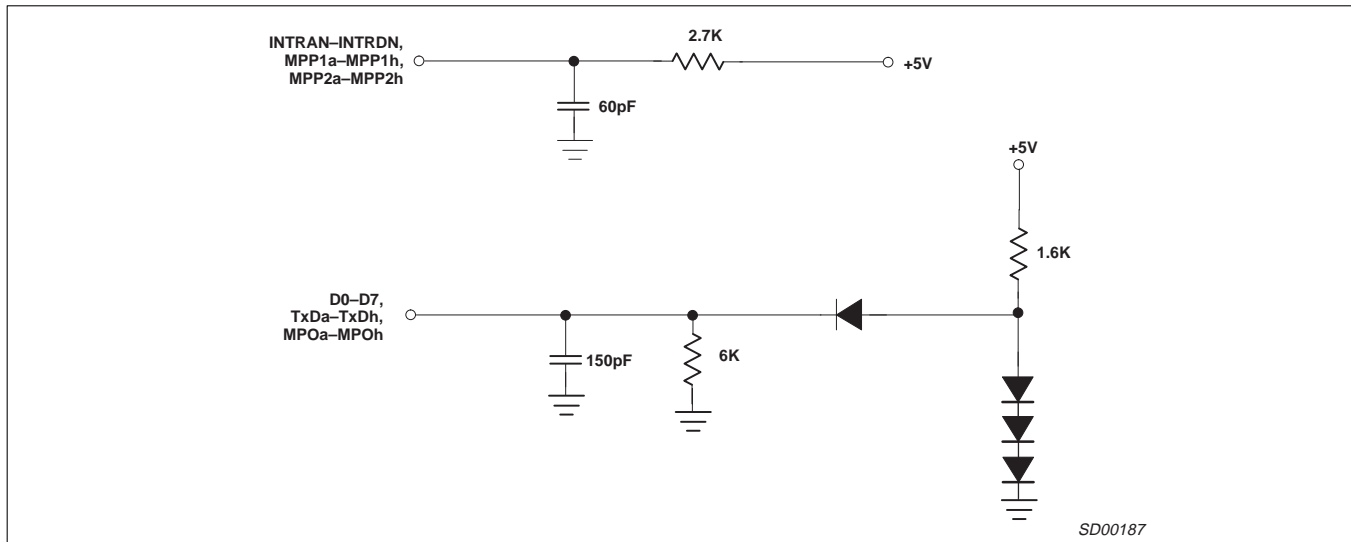 INTRAN–INTRDN,
MPP1a–MPP1h,
MPP2a–MPP2h
2.7K
+5V
60pF
+5V
1.6K
D0–D7,
TxDa–TxDh,
MPOa–MPOh
150pF
6K
SD00187